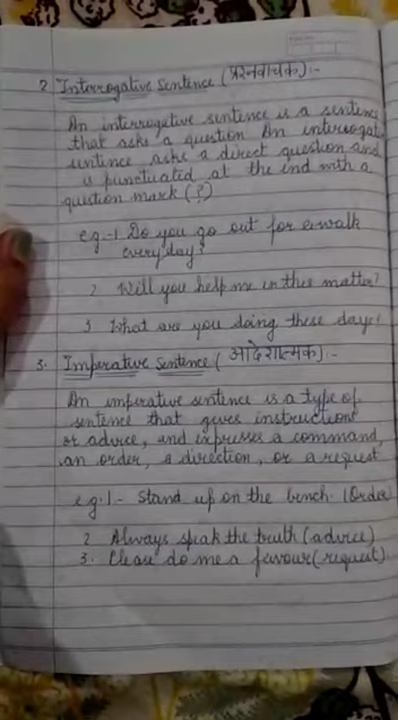 2 Interrogative Sentence (प्रश्नवाचक):-
An interrogative sentence is a sentence
that asks a question An interrogat
sentence asks a direct question and
is punctuated at the end with a
question mark (?)
eg-1 Do you go out for a walk
every day?
2 Will you help me in this matter?
3 What are you doing these days?
3. Imperative Sentence (आदेशात्मक):-
An imperative sentence is a type of
sentence that gives instructions
or advice, and expresses a command,
an order, a direction, or a request
eg.1- Stand up on the bench. (Order)
2 Always speak the truth (advice)
3. Please do me a favour (request)